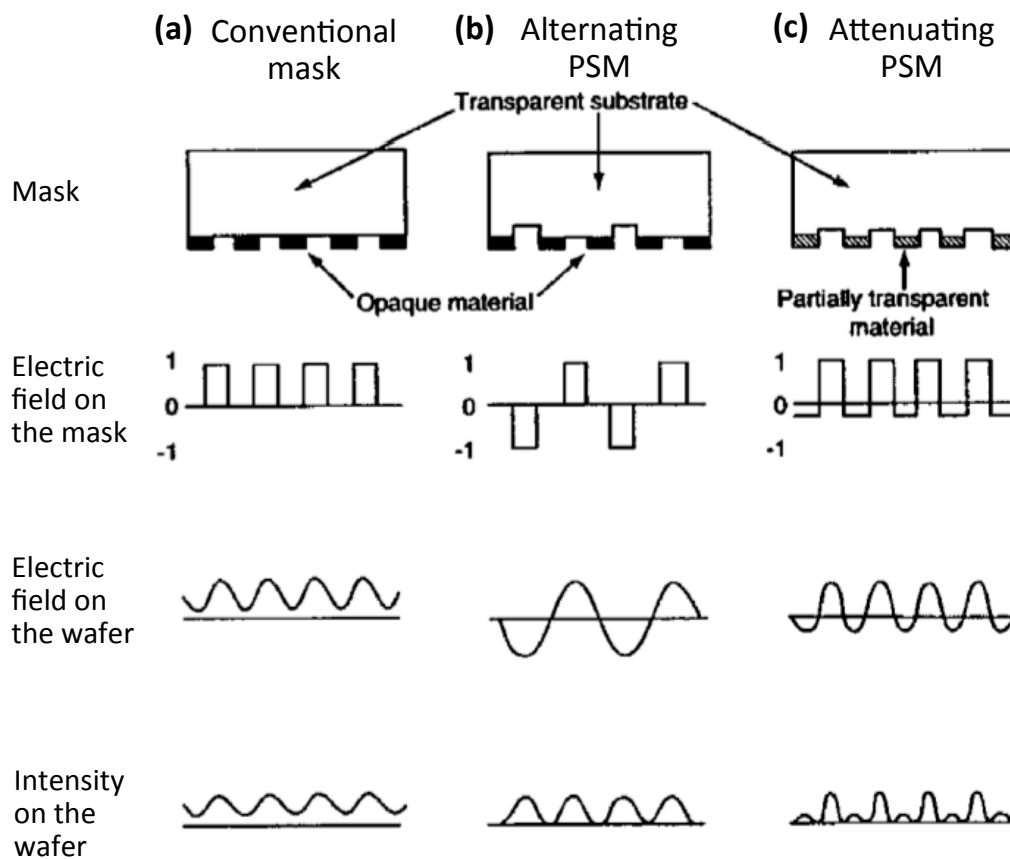 (a) Conventional
mask
(b) Alternating
PSM
(c) Attenuating
PSM
Transparent substrate
Mask
Opaque material
Partially transparent
material
Electric
field on
the mask
1
0
-1
1
0
-1
1
0
-1
Electric
field on
the wafer
Intensity
on the
wafer